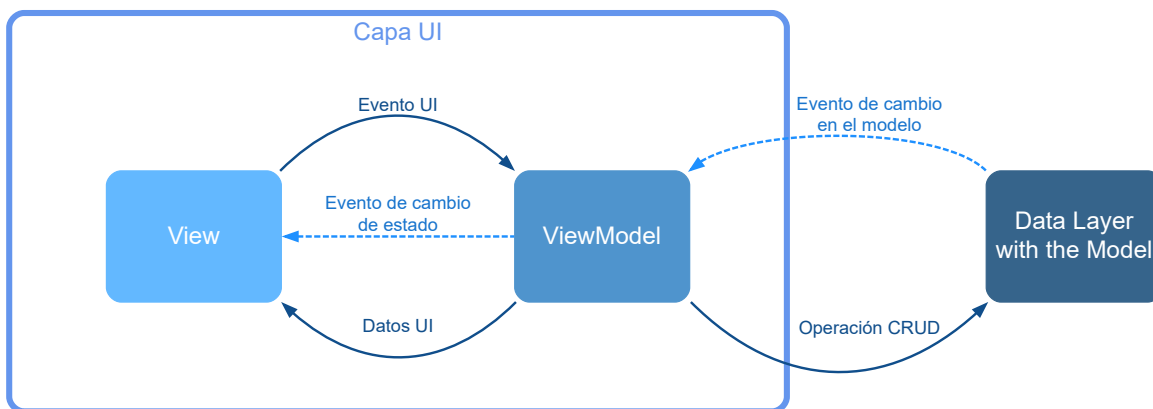 Capa UI
Evento UI
Evento de cambio
en el modelo
Evento de cambio
de estado
View
ViewModel
Data Layer
with the Model
Datos UI
Operación CRUD